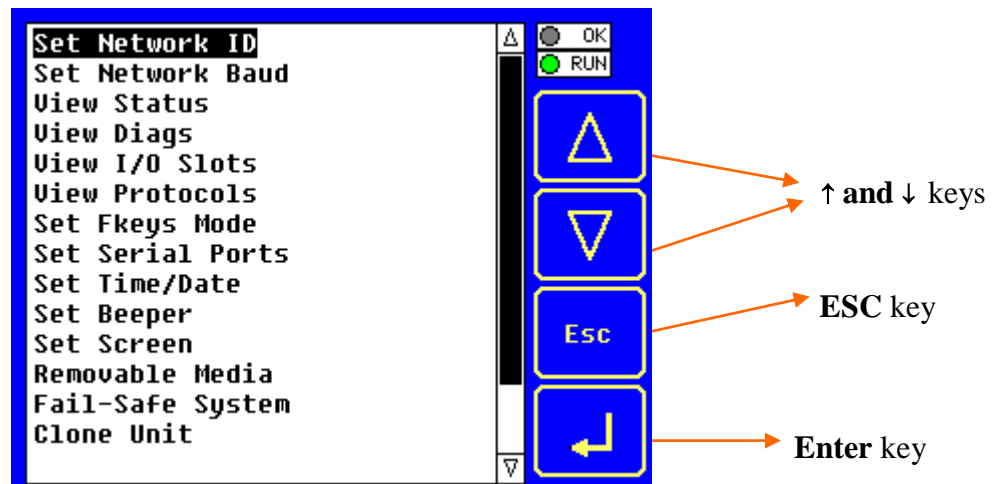 Set Network ID
Set Network Baud
View Status
View Diags
View I/O Slots
View Protocols
Set Fkeys Mode
Set Serial Ports
Set Time/Date
Set Beeper
Set Screen
Removable Media
Fail-Safe System
Clone Unit
OK
RUN
Esc
↑ and ↓ keys
ESC key
Enter key